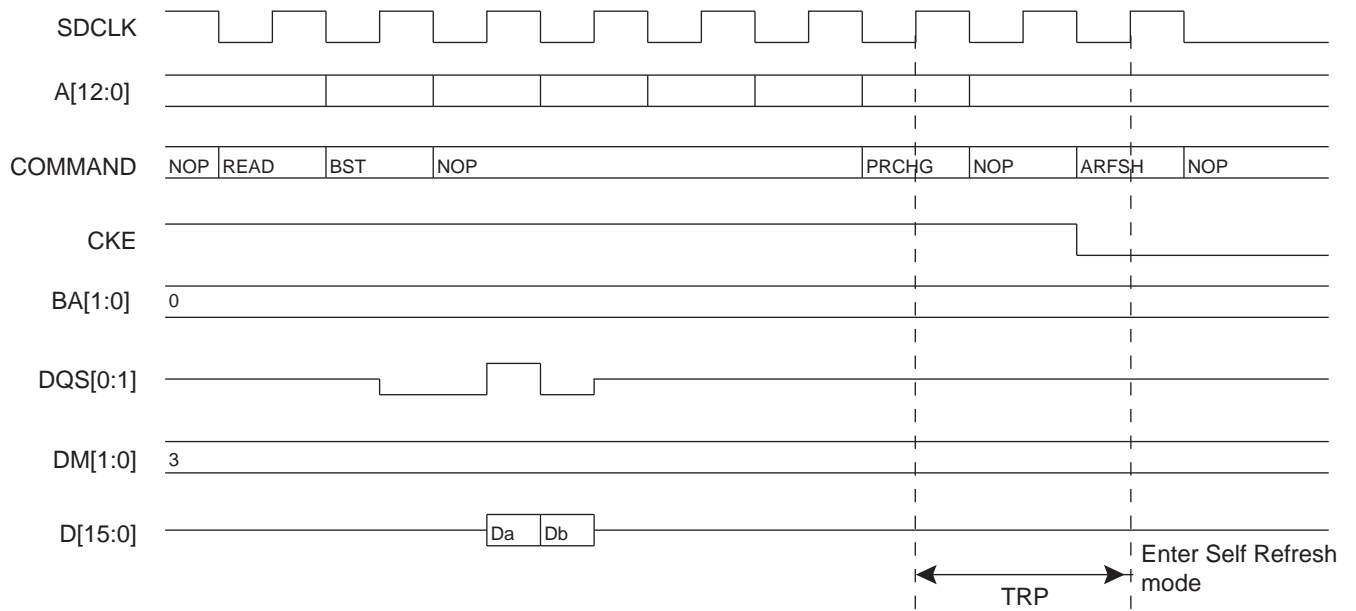 SDCLK
A[12:0]
COMMAND NOP READ BST NOP PRCHG NOP ARFSH NOP
CKE
BA[1:0] 0
DQS[0:1]
DM[1:0] 3
D[15:0] Da Db
Enter Self Refresh
mode
TRP